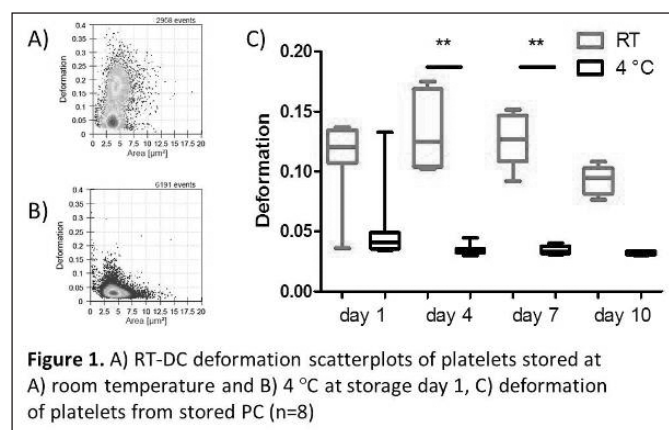 A)
2958 events
Deformation
0.4
0.35
0.3
0.25
0.2
0.15
0.1
0.05
0
0 2.5 5 7.5 10 12.5 15 17.5 20
Area [µm²]
B)
6191 events
Deformation
0.4
0.35
0.3
0.25
0.2
0.15
0.1
0.05
0
0 2.5 5 7.5 10 12.5 15 17.5 20
Area [µm²]
C)
Deformation
0.20
0.15
0.10
0.05
0.00
** **
RT
4 °C
day 1 day 4 day 7 day 10
Figure 1. A) RT-DC deformation scatterplots of platelets stored at
A) room temperature and B) 4 °C at storage day 1, C) deformation
of platelets from stored PC (n=8)